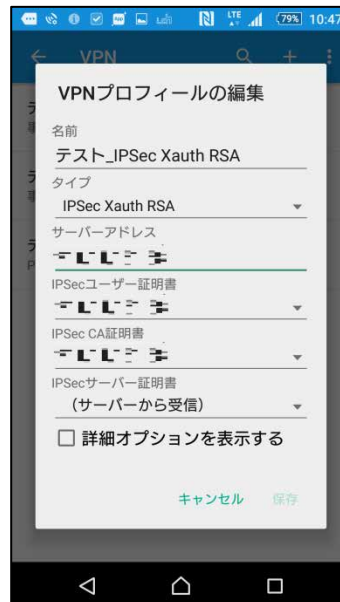 LTE
79%
10:47
VPN
VPNプロフィールの編集
名前
テスト_IPSec Xauth RSA
タイプ
IPSec Xauth RSA
サーバーアドレス
IPSecユーザー証明書
IPSec CA証明書
IPSecサーバー証明書
(サーバーから受信)
詳細オプションを表示する
キャンセル
保存